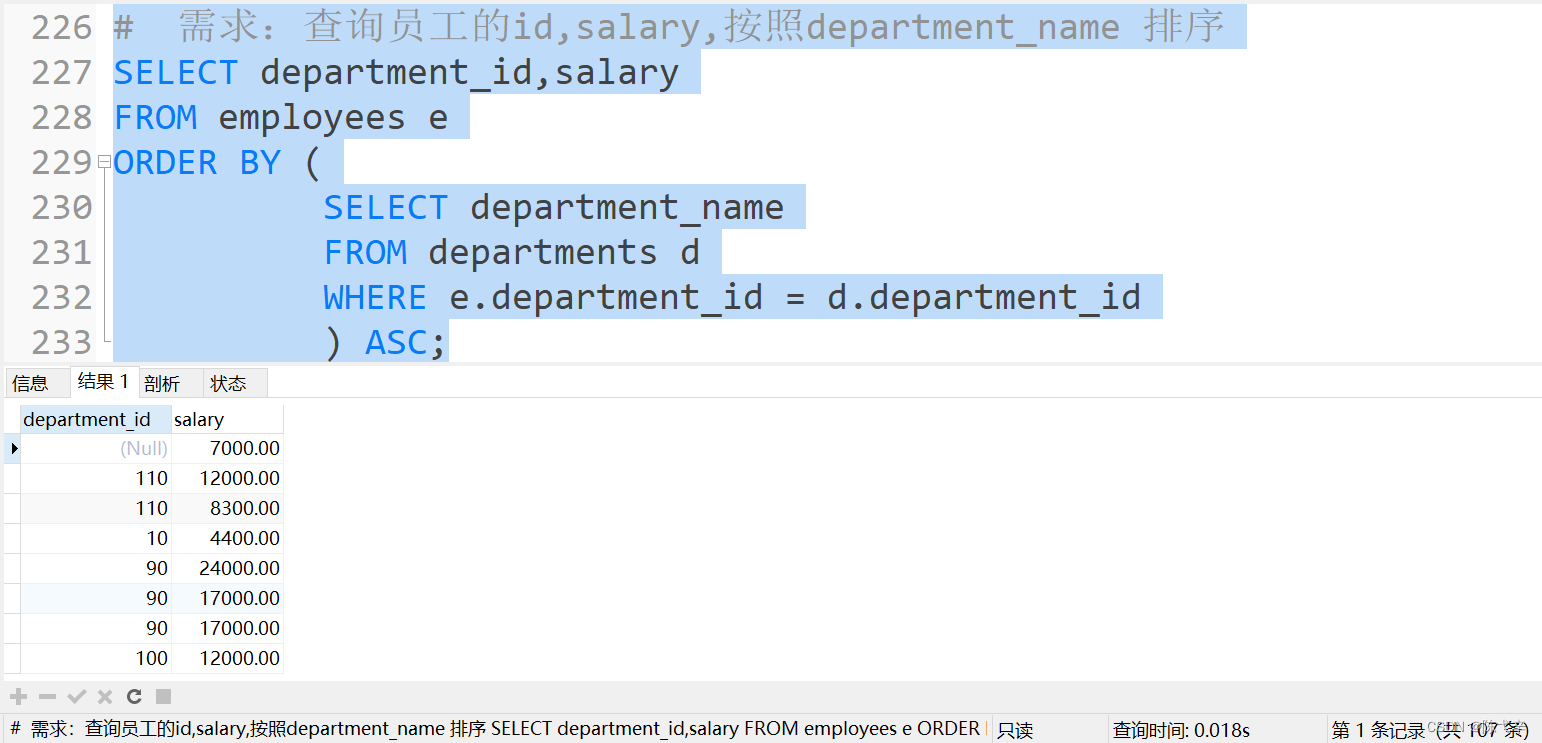 226 #  需求：查询员工的id,salary,按照department_name 排序
227 SELECT department_id,salary
228 FROM employees e
229 ORDER BY (
230 SELECT department_name
231 FROM departments d
232 WHERE e.department_id = d.department_id
233 ) ASC;
信息 结果 1 剖析 状态
department_id salary
(Null) 7000.00
110 12000.00
110 8300.00
10 4400.00
90 24000.00
90 17000.00
90 17000.00
100 12000.00
# 需求：查询员工的id,salary,按照department_name 排序 SELECT department_id,salary FROM employees e ORDER 只读 查询时间: 0.018s 第 1 条记录 (共 107 条)